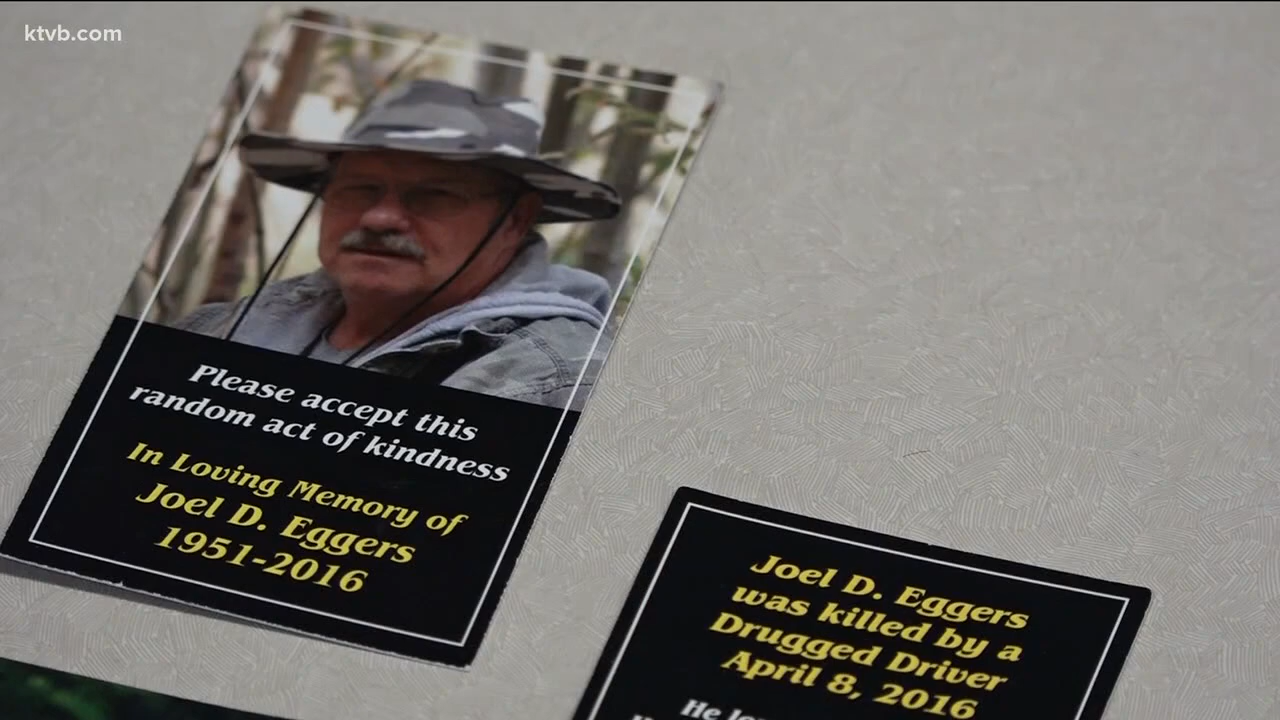 ktvb.com
Please accept this
random act of kindness
In Loving Memory of
Joel D. Eggers
1951-2016
Joel D. Eggers
was killed by a
Drugged Driver
April 8, 2016
He